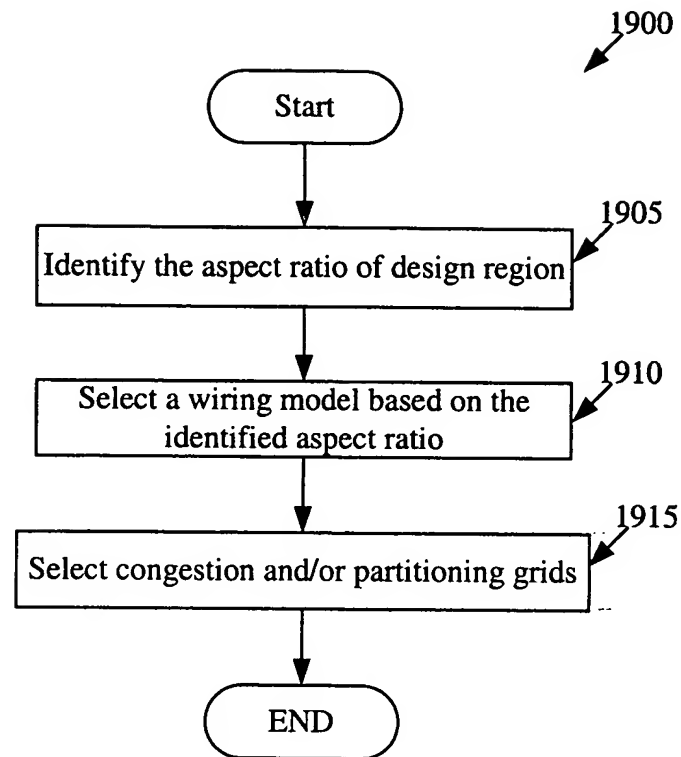 1900
Start
1905
Identify the aspect ratio of design region
1910
Select a wiring model based on the
identified aspect ratio
1915
Select congestion and/or partitioning grids
END